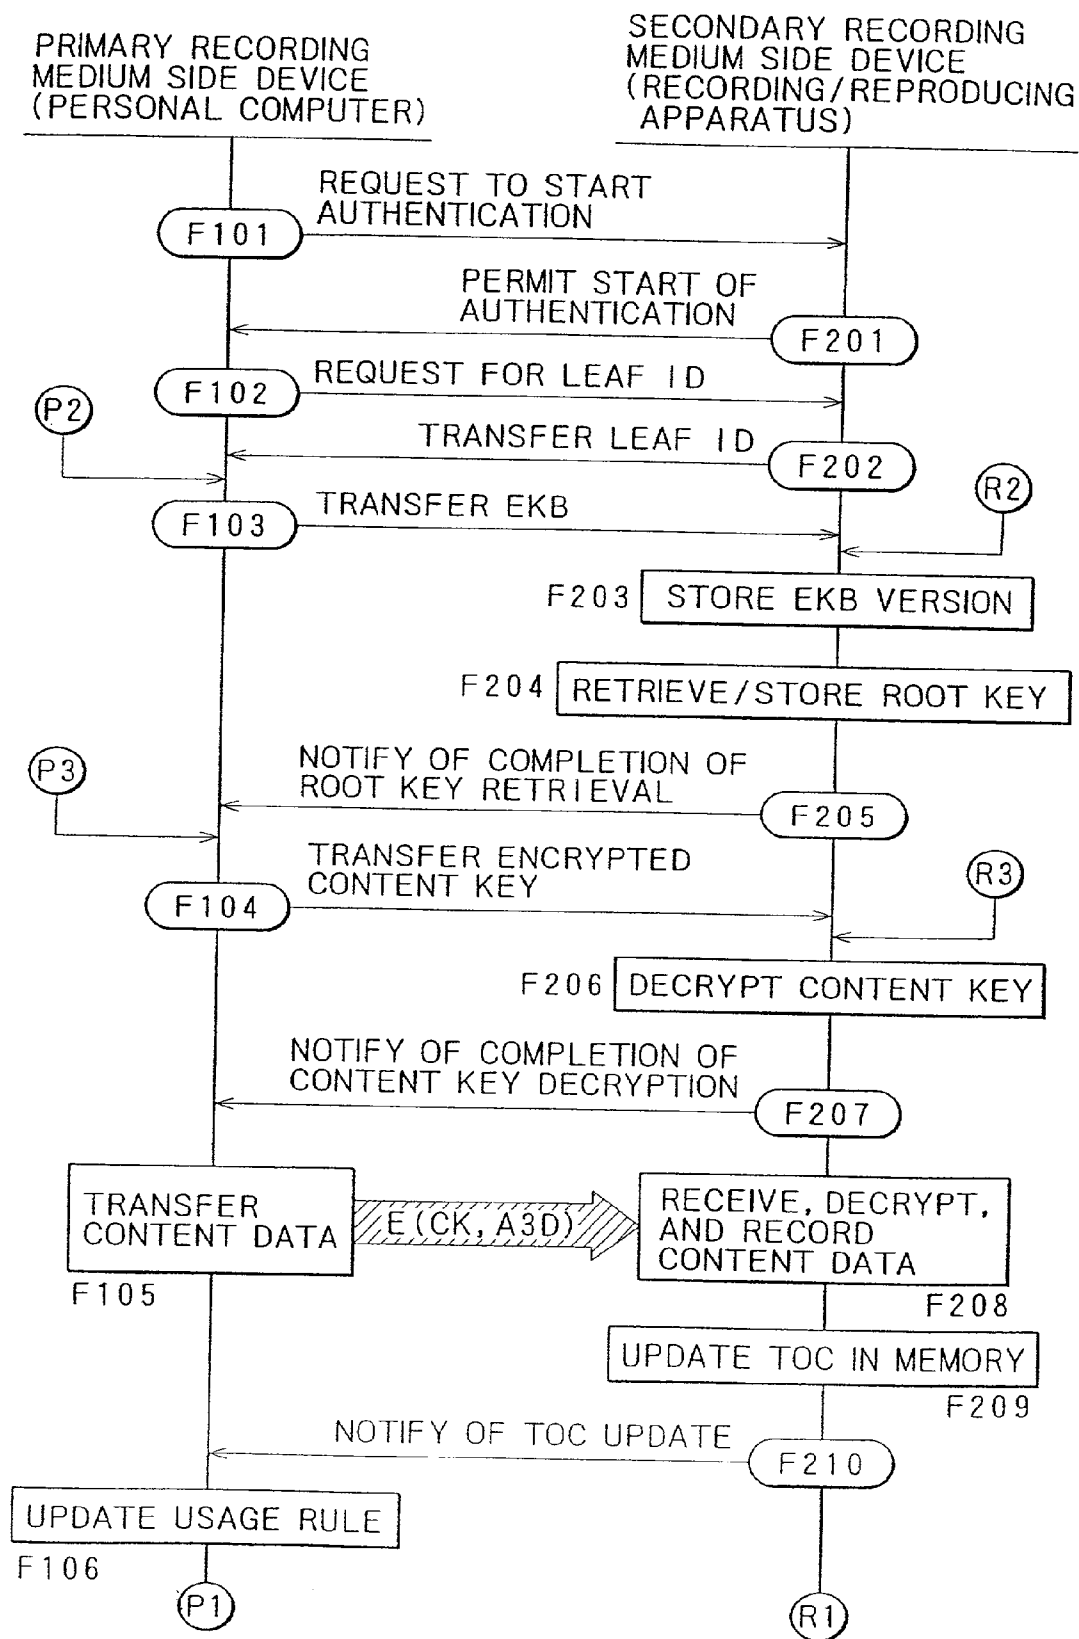 PRIMARY RECORDING
MEDIUM SIDE DEVICE
(PERSONAL COMPUTER)
SECONDARY RECORDING
MEDIUM SIDE DEVICE
(RECORDING/REPRODUCING
APPARATUS)
REQUEST TO START
AUTHENTICATION
F101
PERMIT START OF
AUTHENTICATION
F201
F102
REQUEST FOR LEAF ID
P2
TRANSFER LEAF ID
F202
R2
F103
TRANSFER EKB
F203
STORE EKB VERSION
F204
RETRIEVE/STORE ROOT KEY
P3
NOTIFY OF COMPLETION OF
ROOT KEY RETRIEVAL
F205
TRANSFER ENCRYPTED
CONTENT KEY
F104
R3
F206
DECRYPT CONTENT KEY
NOTIFY OF COMPLETION OF
CONTENT KEY DECRYPTION
F207
TRANSFER
CONTENT DATA
F105
E(CK, A3D)
RECEIVE, DECRYPT,
AND RECORD
CONTENT DATA
F208
UPDATE TOC IN MEMORY
F209
NOTIFY OF TOC UPDATE
F210
UPDATE USAGE RULE
F106
P1
R1